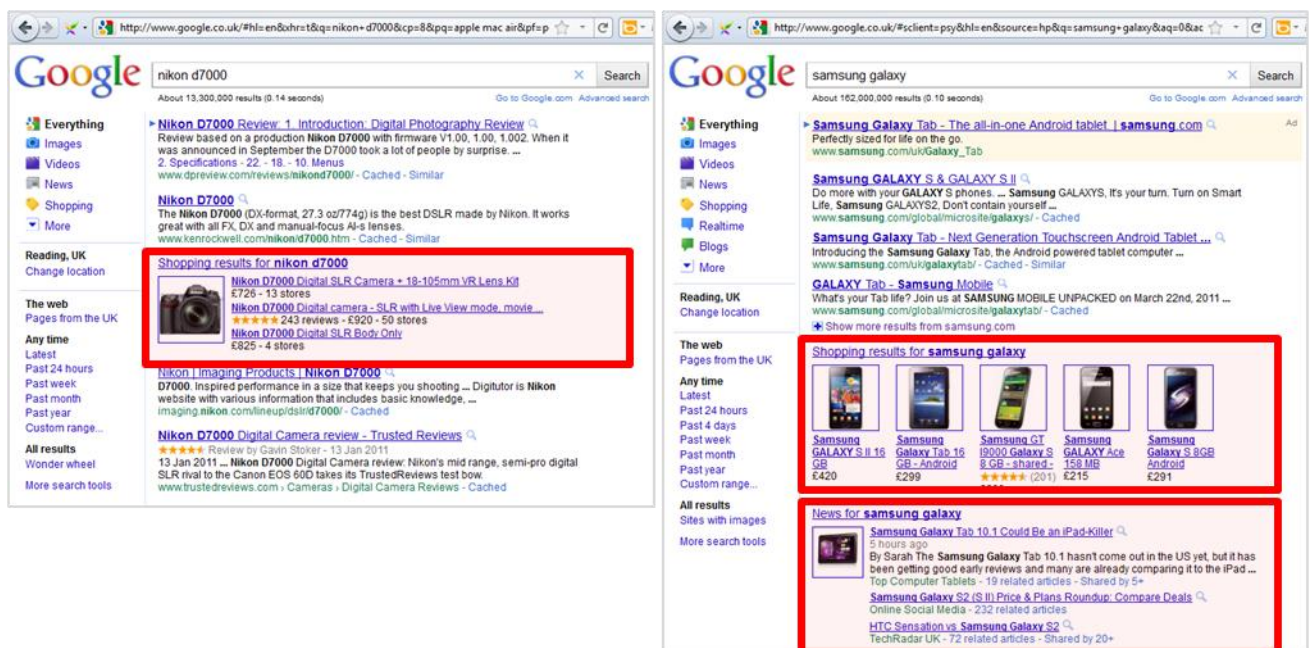 http://www.google.co.uk/#hl=en&xhr=t&q=nikon+d7000&cp=8&pq=apple mac air&pf=p
Google
nikon d7000
Search
About 13,300,000 results (0.14 seconds)
Go to Google.com Advanced search
Everything
Images
Videos
News
Shopping
More
Reading, UK
Change location
The web
Pages from the UK
Any time
Latest
Past 24 hours
Past week
Past month
Past year
Custom range...
All results
Wonder wheel
More search tools
Nikon D7000 Review: 1. Introduction: Digital Photography Review
Review based on a production Nikon D7000 with firmware V1.00, 1.00, 1.002. When it
was announced in September the D7000 took a lot of people by surprise. ...
2. Specifications - 22. - 18. - 10. Menus
www.dpreview.com/reviews/nikond7000/ - Cached - Similar
Nikon D7000
The Nikon D7000 (DX-format, 27.3 oz/774g) is the best DSLR made by Nikon. It works
great with all FX, DX and manual-focus AI-s lenses.
www.kenrockwell.com/nikon/d7000.htm - Cached - Similar
Shopping results for nikon d7000
Nikon D7000 Digital SLR Camera + 18-105mm VR Lens Kit
£726 - 13 stores
Nikon D7000 Digital camera - SLR with Live View mode, movie ...
243 reviews - £920 - 50 stores
Nikon D7000 Digital SLR Body Only
£825 - 4 stores
Nikon | Imaging Products | Nikon D7000
D7000. Inspired performance in a size that keeps you shooting ... Digitutor is Nikon
website with various information that includes basic knowledge, ...
imaging.nikon.com/lineup/dslr/d7000/ - Cached
Nikon D7000 Digital Camera review - Trusted Reviews
Review by Gavin Stoker - 13 Jan 2011
13 Jan 2011 ... Nikon D7000 Digital Camera review: Nikon's mid range, semi-pro digital
SLR rival to the Canon EOS 60D takes its TrustedReviews test bow.
www.trustedreviews.com › Cameras › Digital Camera Reviews - Cached
http://www.google.co.uk/#sclient=psy&hl=en&source=hp&q=samsung+galaxy&aq=0&ac
Google
samsung galaxy
Search
About 162,000,000 results (0.10 seconds)
Go to Google.com Advanced search
Everything
Images
Videos
News
Shopping
Realtime
Blogs
More
Reading, UK
Change location
The web
Pages from the UK
Any time
Latest
Past 24 hours
Past 4 days
Past week
Past month
Past year
Custom range...
All results
Sites with images
More search tools
Samsung Galaxy Tab - The all-in-one Android tablet. | samsung.com
Ad
Perfectly sized for life on the go.
www.samsung.com/uk/Galaxy_Tab
Samsung GALAXY S & GALAXY S II
Do more with your GALAXY S phones. ... Samsung GALAXYS, It's your turn. Turn on Smart
Life, Samsung GALAXYS2, Don't contain yourself ...
www.samsung.com/global/microsite/galaxys/ - Cached
Samsung Galaxy Tab - Next Generation Touchscreen Android Tablet ...
Introducing the Samsung Galaxy Tab, the Android powered tablet computer ...
www.samsung.com/uk/galaxytab/ - Cached - Similar
GALAXY Tab - Samsung Mobile
What's your Tab life? Join us at SAMSUNG MOBILE UNPACKED on March 22nd, 2011 ...
www.samsung.com/global/microsite/galaxytab/ - Cached
Show more results from samsung.com
Shopping results for samsung galaxy
Samsung GALAXY S II 16 GB
£420
Samsung Galaxy Tab 16 GB - Android
£299
Samsung GT I9000 Galaxy S 8 GB - shared -
(201)
Samsung GALAXY Ace 158 MB
£215
Samsung Galaxy S 8GB Android
£291
News for samsung galaxy
Samsung Galaxy Tab 10.1 Could Be an iPad-Killer
5 hours ago
By Sarah The Samsung Galaxy Tab 10.1 hasn't come out in the US yet, but it has
been getting good early reviews and many are already comparing it to the iPad ...
Top Computer Tablets - 19 related articles - Shared by 5+
Samsung Galaxy S2 (S II) Price & Plans Roundup: Compare Deals
Online Social Media - 232 related articles
HTC Sensation vs Samsung Galaxy S2
TechRadar UK - 72 related articles - Shared by 20+